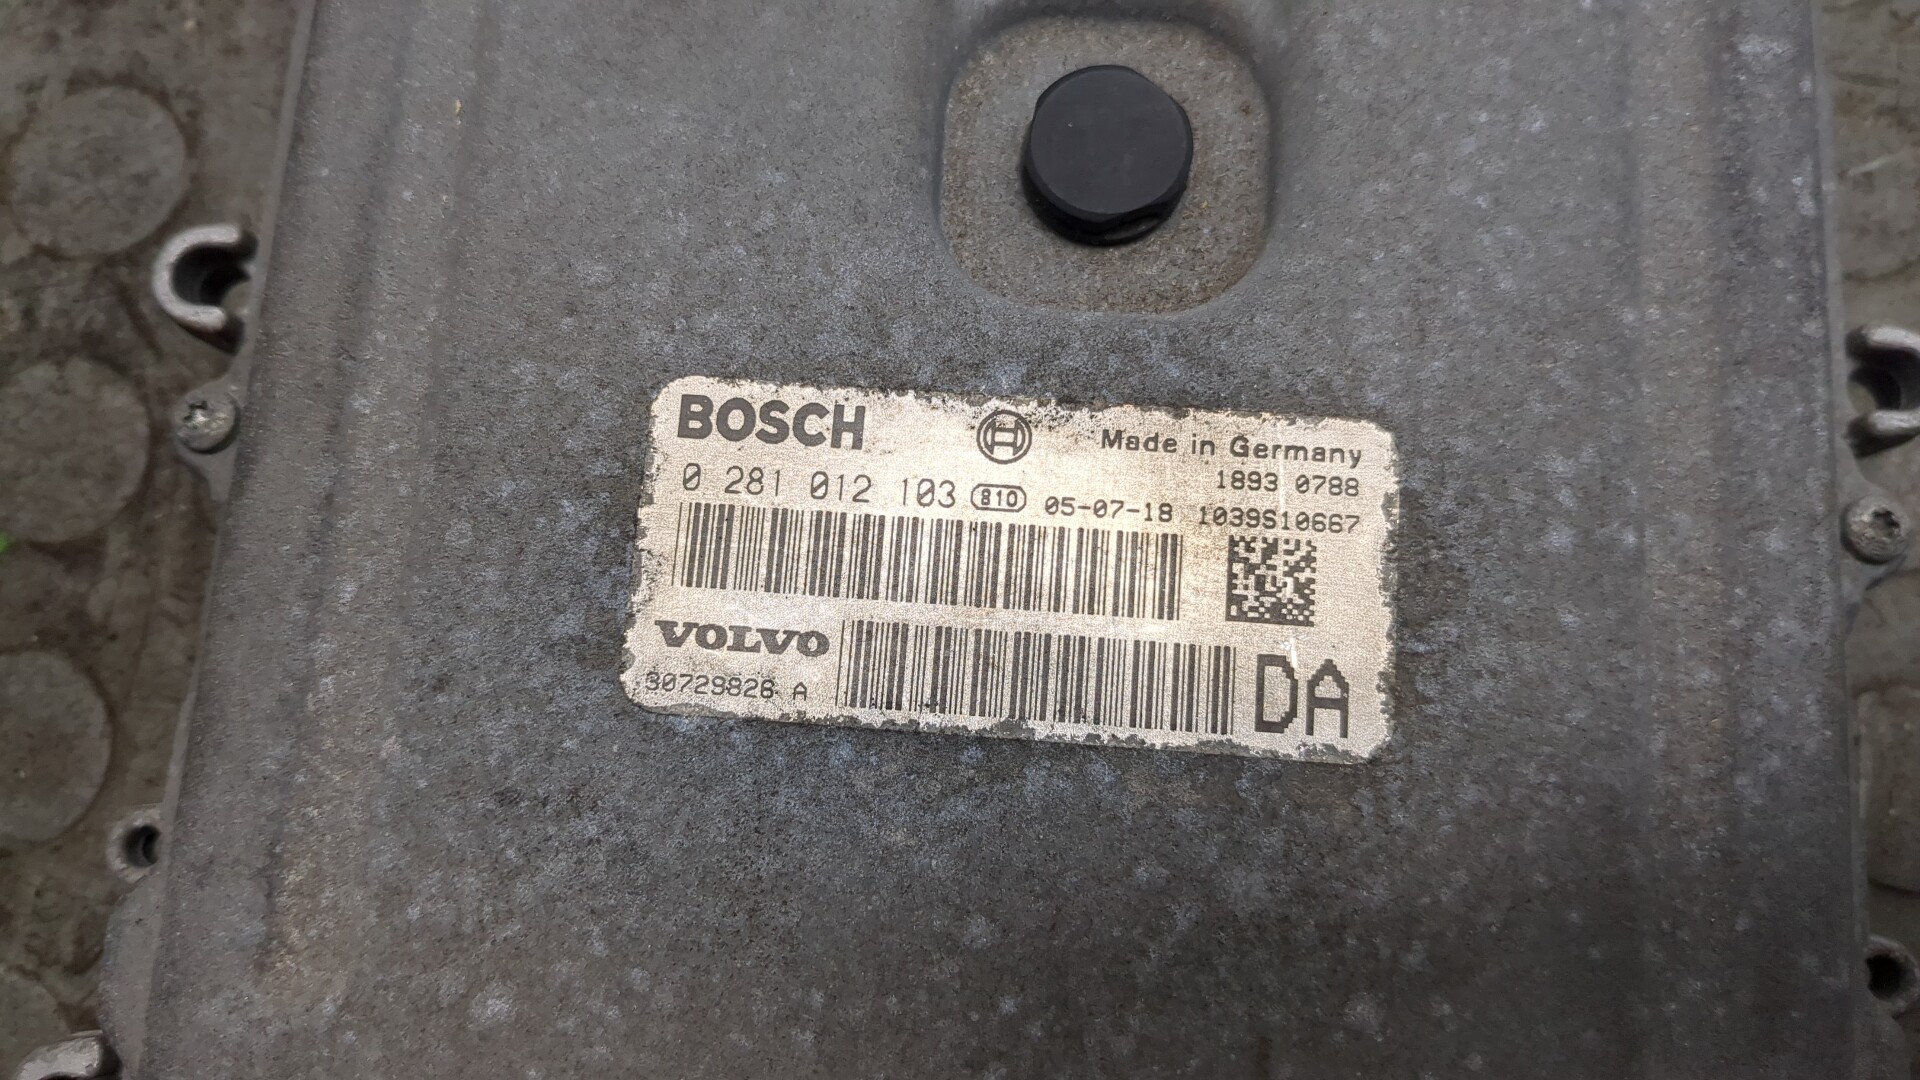 BOSCH Made in Germany
1893 0788
0 281 012 103 810 05-07-18 1039S10667
VOLVO
30729826 A
DA